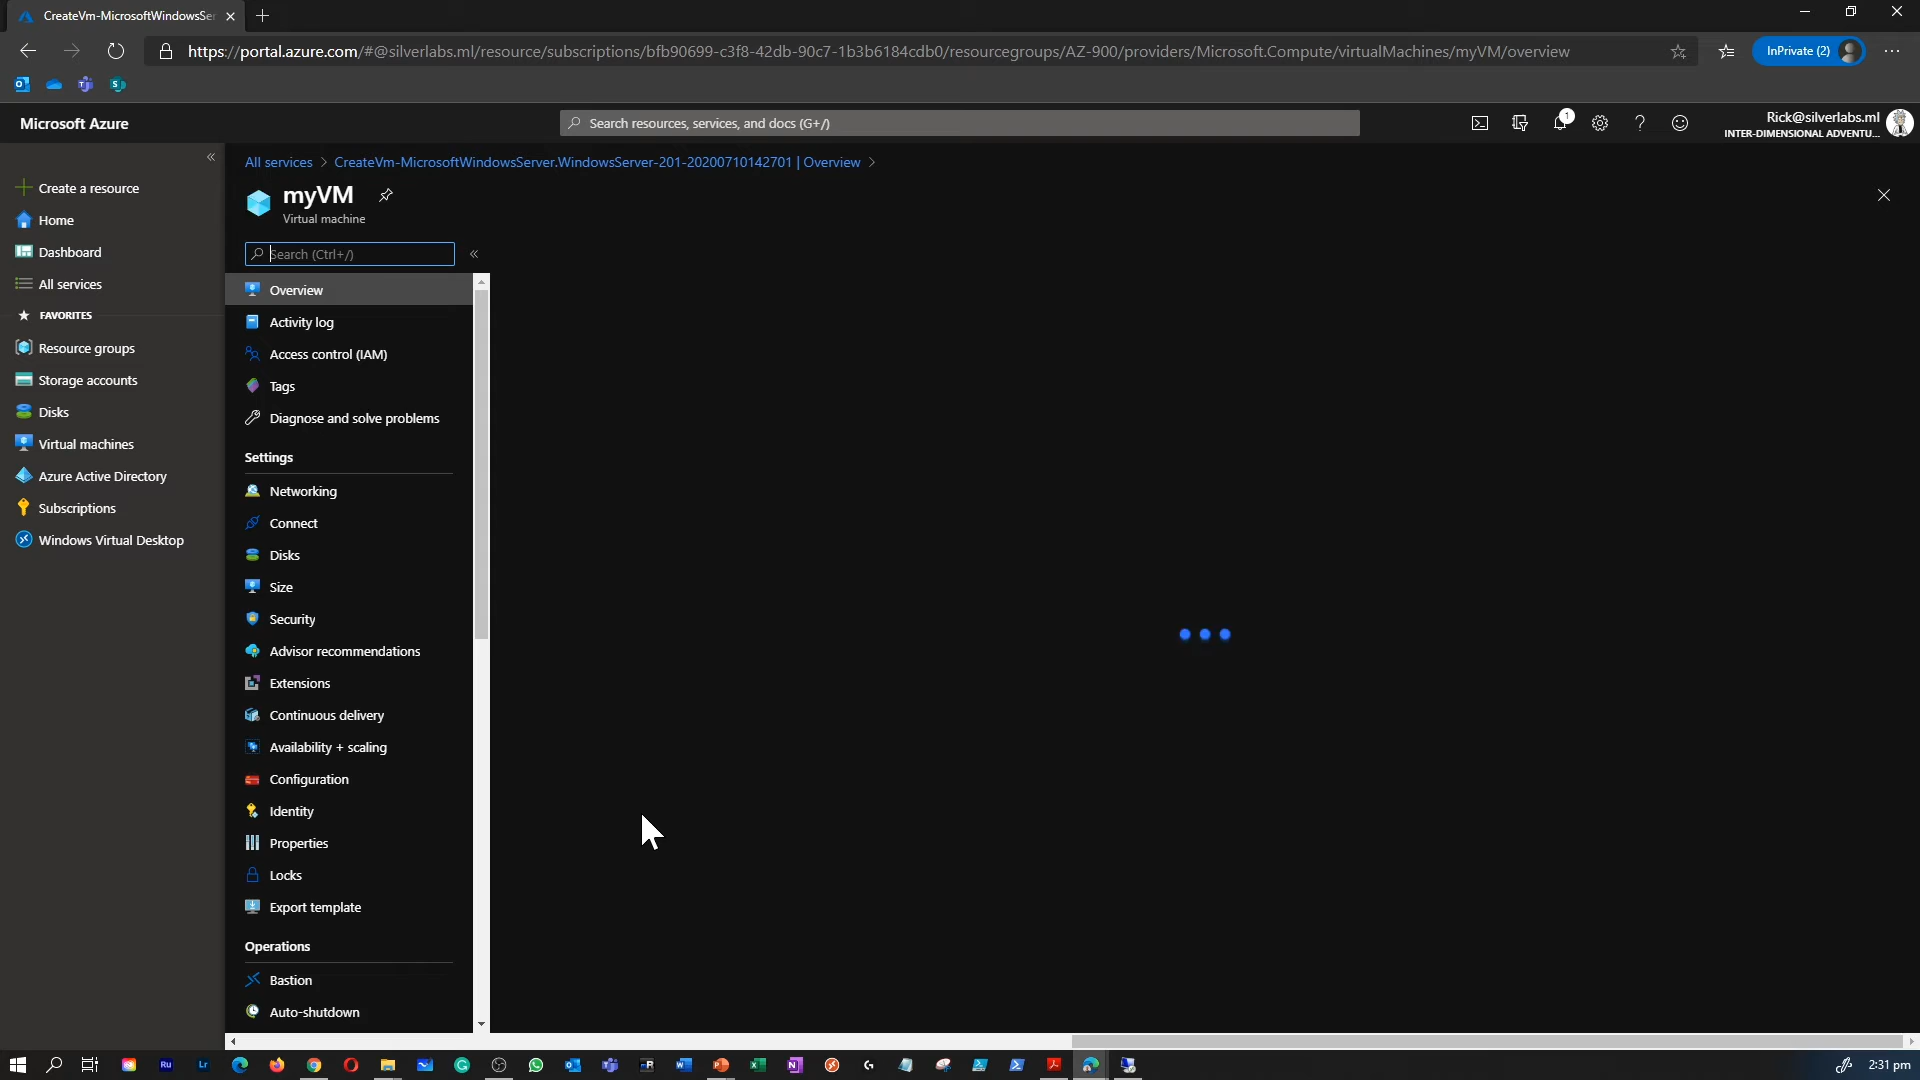 CreateVm-MicrosoftWindowsSer
https://portal.azure.com/#@silverlabs.ml/resource/subscriptions/bfb90699-c3f8-42db-90c7-1b3b6184cdb0/resourcegroups/AZ-900/providers/Microsoft.Compute/virtualMachines/myVM/overview
InPrivate (2)
Microsoft Azure
Search resources, services, and docs (G+/)
1
Rick@silverlabs.ml
INTER-DIMENSIONAL ADVENTU...
Create a resource
Home
Dashboard
All services
FAVORITES
Resource groups
Storage accounts
Disks
Virtual machines
Azure Active Directory
Subscriptions
Windows Virtual Desktop
All services > CreateVm-MicrosoftWindowsServer.WindowsServer-201-20200710142701 | Overview >
myVM
Virtual machine
Search (Ctrl+/)
Overview
Activity log
Access control (IAM)
Tags
Diagnose and solve problems
Settings
Networking
Connect
Disks
Size
Security
Advisor recommendations
Extensions
Continuous delivery
Availability + scaling
Configuration
Identity
Properties
Locks
Export template
Operations
Bastion
Auto-shutdown
2:31 pm